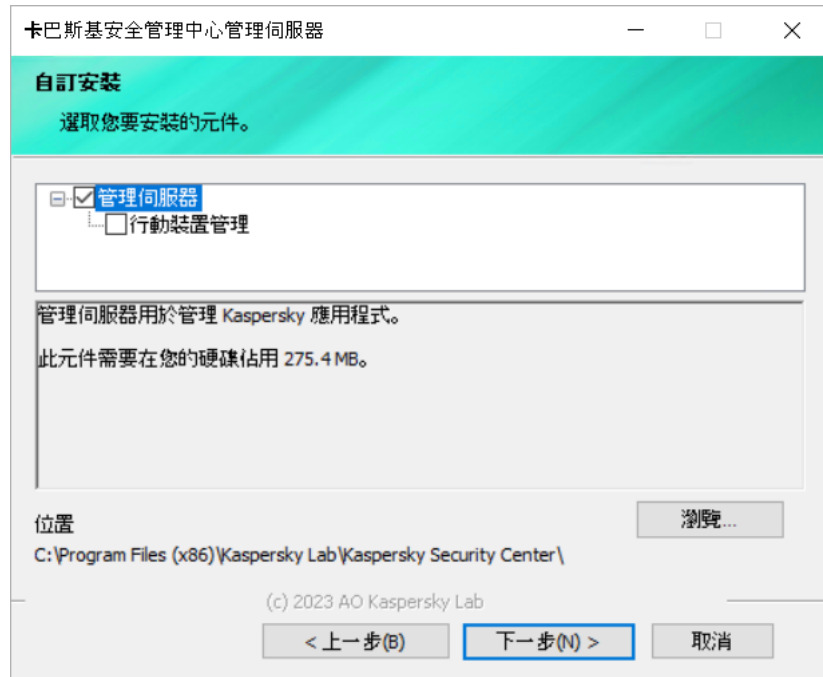 卡巴斯基安全管理中心管理伺服器
自訂安裝
選取您要安裝的元件。
管理伺服器
行動裝置管理
管理伺服器用於管理 Kaspersky 應用程式。
此元件需要在您的硬碟佔用 275.4 MB。
位置
瀏覽...
C:\Program Files (x86)\Kaspersky Lab\Kaspersky Security Center\
(c) 2023 AO Kaspersky Lab
< 上一步(B) 下一步(N) > 取消